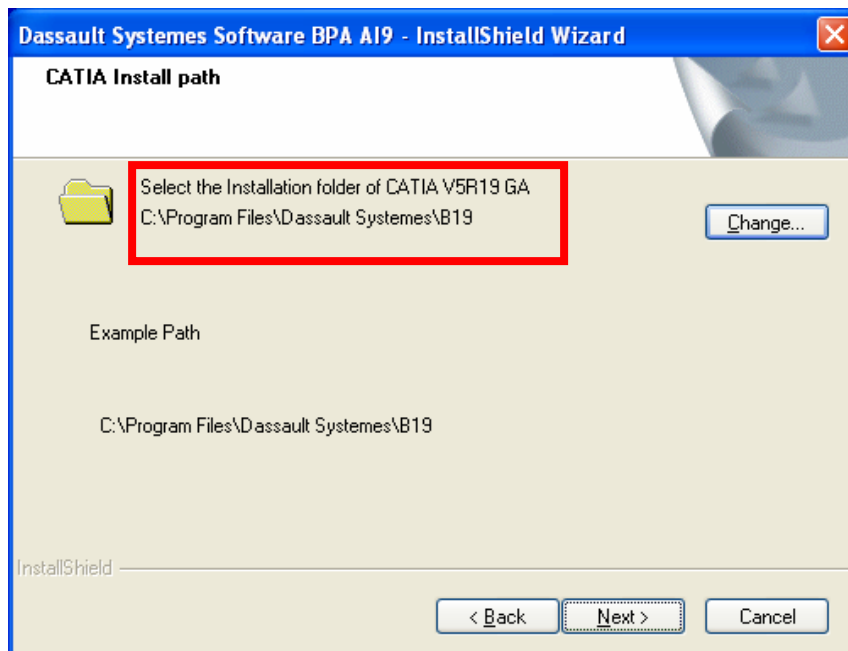 Dassault Systemes Software BPA AI9 - InstallShield Wizard
CATIA Install path
Select the Installation folder of CATIA V5R19 GA
C:\Program Files\Dassault Systemes\B19
Change...
Example Path
C:\Program Files\Dassault Systemes\B19
InstallShield
< Back Next > Cancel